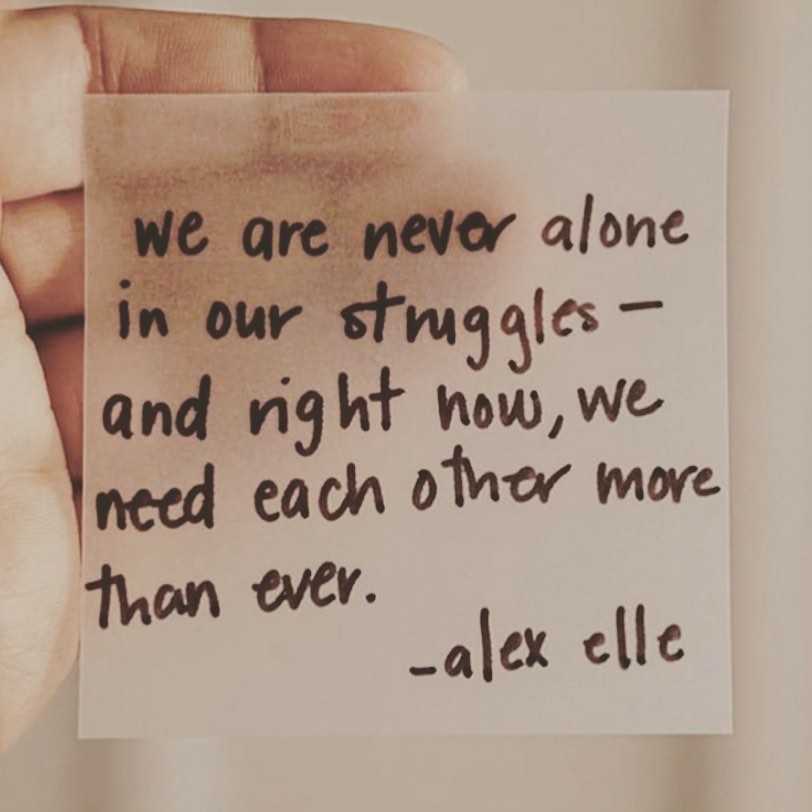 we are never alone
in our struggles —
and right now, we
need each other more
than ever.
-alex elle